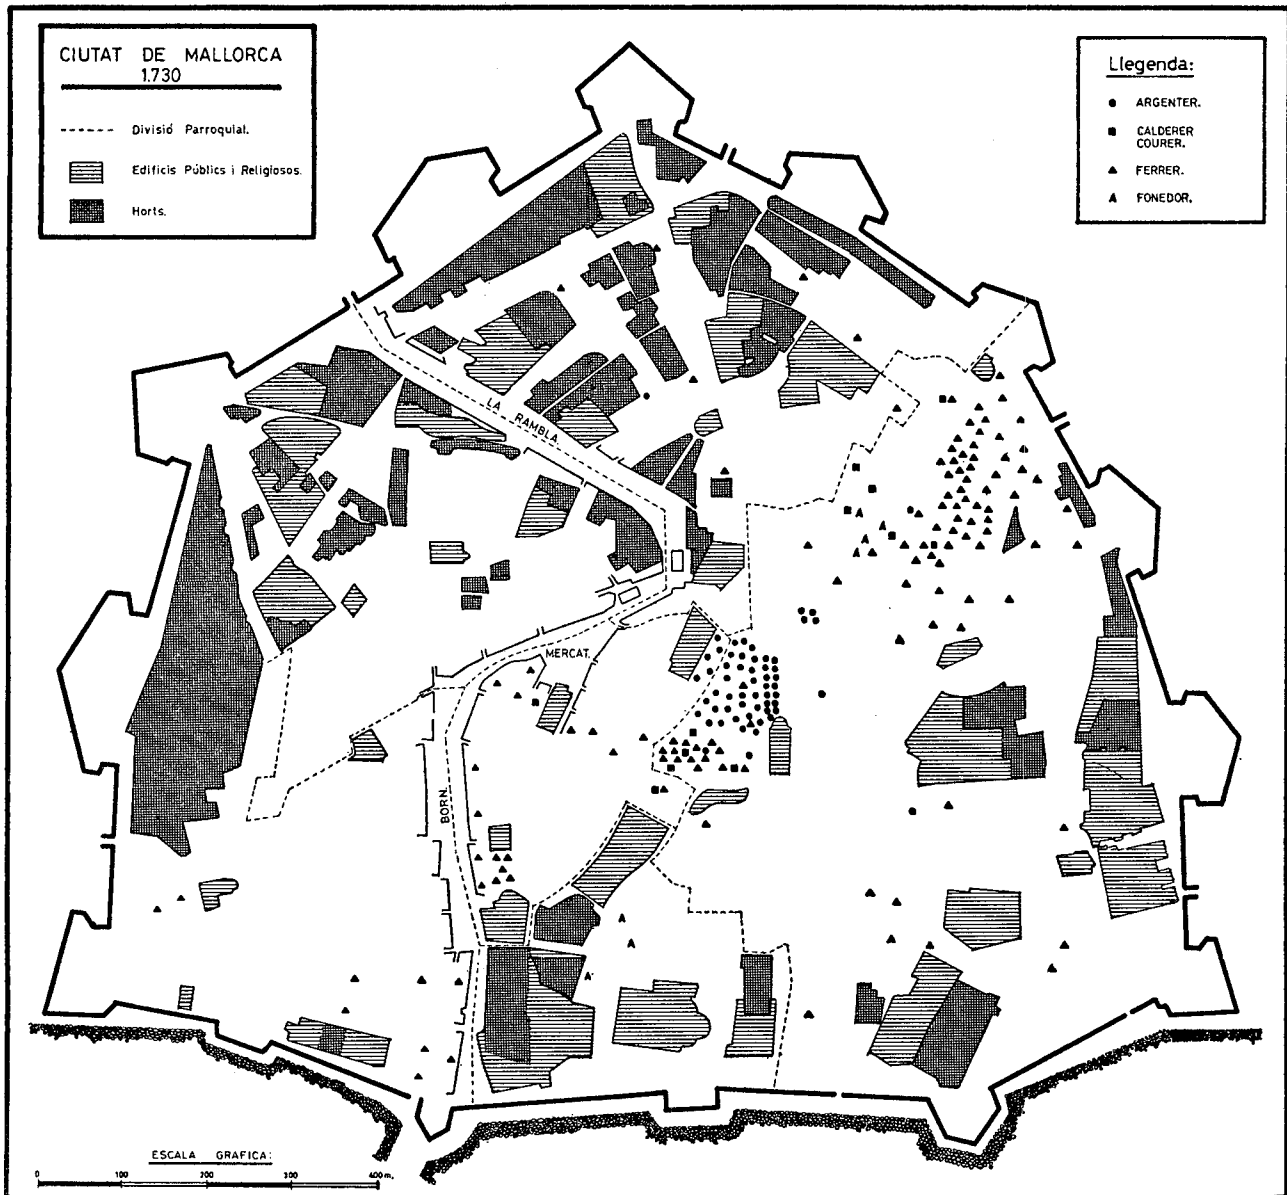 CIUTAT DE MALLORCA
1.730
Divisió Parroquial.
Edificis Públics i Religiosos.
Horts.
Llegenda:
ARGENTER.
CALDERER
COURER.
FERRER.
FONEDOR.
LA RAMBLA.
MERCAT.
BORN.
A
A
A
A
A
A
A
ESCALA GRAFICA:
0 100 200 300 400 m.